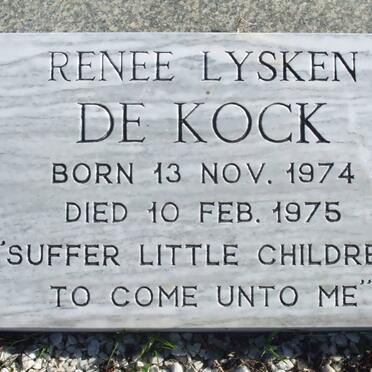 RENEE LYSKEN
DE KOCK
BORN 13 NOV. 1974
DIED 10 FEB. 1975
"SUFFER LITTLE CHILDRE
TO COME UNTO ME"